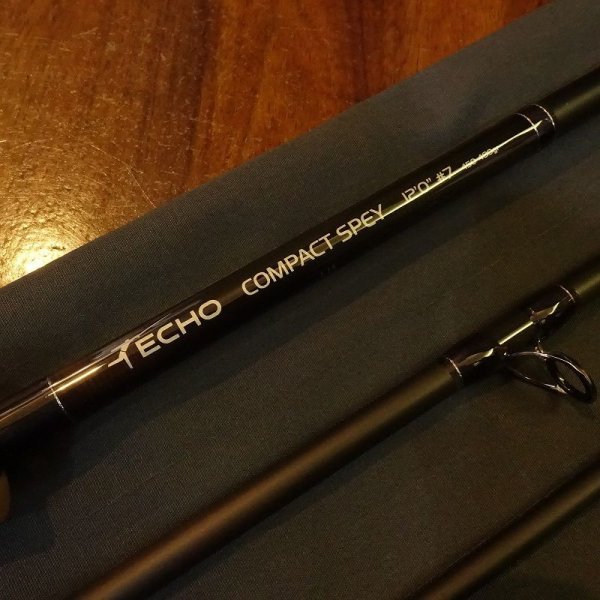 ECHO COMPACT SPEY 12'0" #7